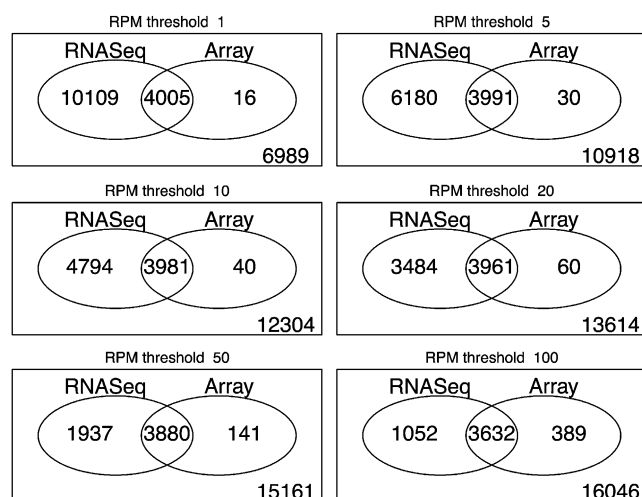 RPM threshold 1
RPM threshold 5
RNASeq Array
RNASeq Array
10109 4005 16
6180 3991 30
6989
10918
RPM threshold 10
RPM threshold 20
RNASeq Array
RNASeq Array
4794 3981 40
3484 3961 60
12304
13614
RPM threshold 50
RPM threshold 100
RNASeq Array
RNASeq Array
1937 3880 141
1052 3632 389
15161
16046